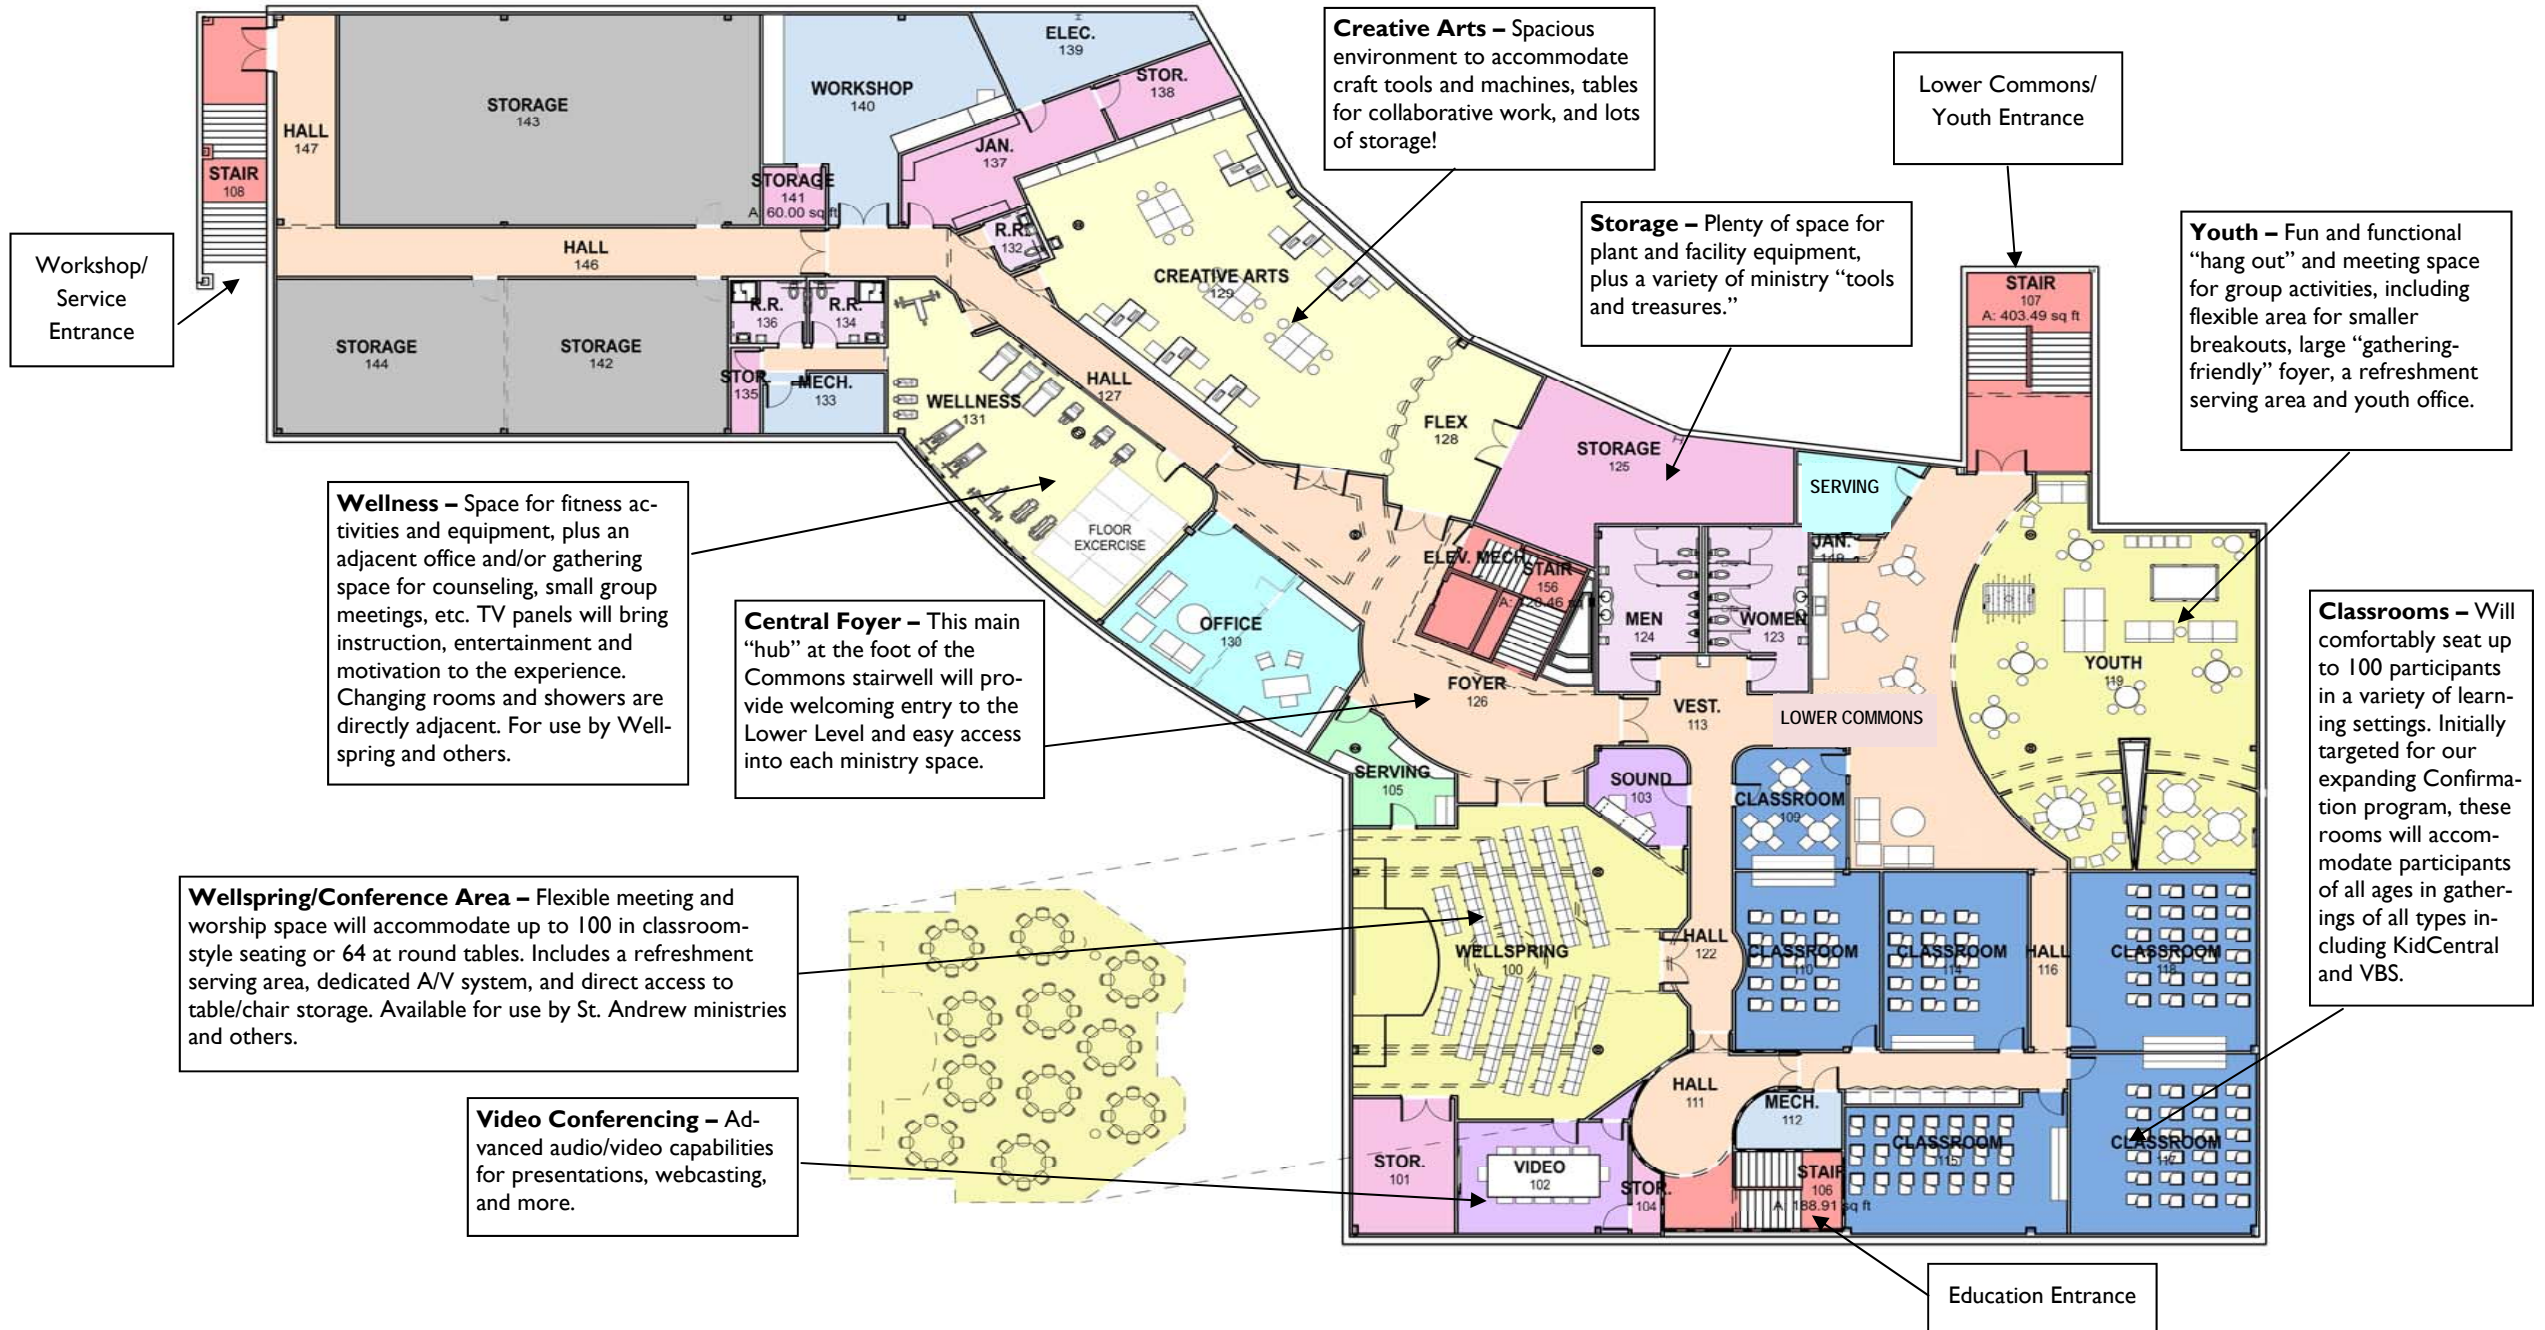 Creative Arts – Spacious
environment to accommodate
craft tools and machines, tables
for collaborative work, and lots
of storage!
Lower Commons/
Youth Entrance
Storage – Plenty of space for
plant and facility equipment,
plus a variety of ministry “tools
and treasures.”
Youth – Fun and functional
“hang out” and meeting space
for group activities, including
flexible area for smaller
breakouts, large “gathering-
friendly” foyer, a refreshment
serving area and youth office.
Workshop/
Service
Entrance
Wellness – Space for fitness ac-
tivities and equipment, plus an
adjacent office and/or gathering
space for counseling, small group
meetings, etc. TV panels will bring
instruction, entertainment and
motivation to the experience.
Changing rooms and showers are
directly adjacent. For use by Well-
spring and others.
Central Foyer – This main
“hub” at the foot of the
Commons stairwell will pro-
vide welcoming entry to the
Lower Level and easy access
into each ministry space.
Classrooms – Will
comfortably seat up
to 100 participants
in a variety of learn-
ing settings. Initially
targeted for our
expanding Confirma-
tion program, these
rooms will accom-
modate participants
of all ages in gather-
ings of all types in-
cluding KidCentral
and VBS.
Wellspring/Conference Area – Flexible meeting and
worship space will accommodate up to 100 in classroom-
style seating or 64 at round tables. Includes a refreshment
serving area, dedicated A/V system, and direct access to
table/chair storage. Available for use by St. Andrew ministries
and others.
Video Conferencing – Ad-
vanced audio/video capabilities
for presentations, webcasting,
and more.
Education Entrance
HALL
147
STAIR
108
STORAGE
143
WORKSHOP
140
ELEC.
139
STOR.
138
JAN.
137
STORAGE
141
A: 60.00 sq ft
R.R.
132
HALL
146
STORAGE
144
STORAGE
142
R.R.
136
R.R.
134
STOR.
135
MECH.
133
WELLNESS
131
FLOOR
EXCERCISE
HALL
127
CREATIVE ARTS
129
FLEX
128
STORAGE
125
STAIR
107
A: 403.49 sq ft
SERVING
JAN.
ELEV. MECH.
STAIR
156
MEN
124
WOMEN
123
OFFICE
130
FOYER
126
VEST.
113
LOWER COMMONS
YOUTH
119
SERVING
105
SOUND
103
CLASSROOM
109
WELLSPRING
100
HALL
122
CLASSROOM
110
CLASSROOM
114
HALL
116
CLASSROOM
118
HALL
111
MECH.
112
STOR.
101
VIDEO
102
STOR.
104
STAIR
106
A: 188.91 sq ft
CLASSROOM
115
CLASSROOM
117